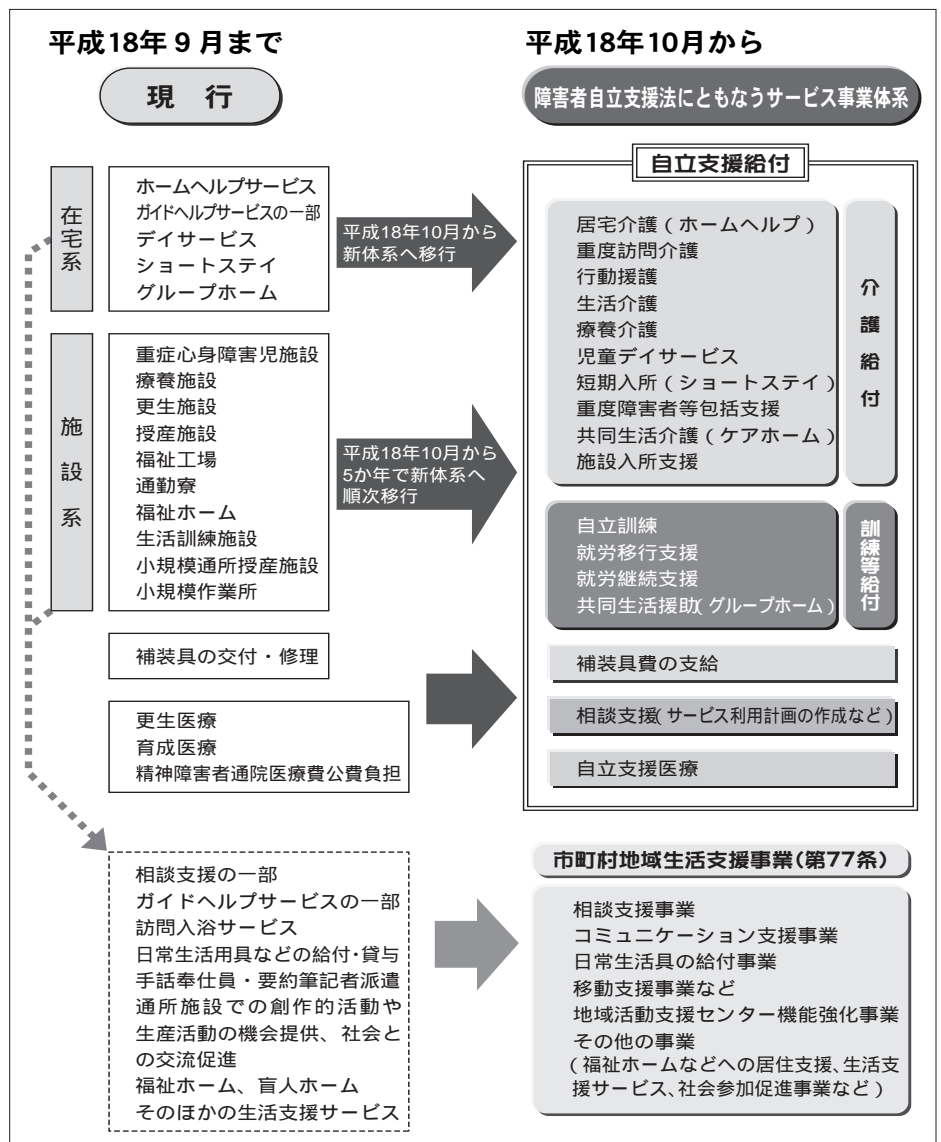 平成18年9月まで
現 行
在宅系
ホームヘルプサービス
ガイドヘルプサービスの一部
デイサービス
ショートステイ
グループホーム
施設系
重症心身障害児施設
療養施設
更生施設
授産施設
福祉工場
通勤寮
福祉ホーム
生活訓練施設
小規模通所授産施設
小規模作業所
補装具の交付・修理
更生医療
育成医療
精神障害者通院医療費公費負担
相談支援の一部
ガイドヘルプサービスの一部
訪問入浴サービス
日常生活用具などの給付・貸与
手話奉仕員・要約筆記者派遣
通所施設での創作的活動や
生産活動の機会提供、社会と
の交流促進
福祉ホーム、盲人ホーム
そのほかの生活支援サービス
平成18年10月から
新体系へ移行
平成18年10月から
5か年で新体系へ
順次移行
平成18年10月から
障害者自立支援法にともなうサービス事業体系
自立支援給付
居宅介護(ホームヘルプ)
重度訪問介護
行動援護
生活介護
療養介護
児童デイサービス
短期入所(ショートステイ)
重度障害者等包括支援
共同生活介護(ケアホーム)
施設入所支援
介護給付
自立訓練
就労移行支援
就労継続支援
共同生活援助(グループホーム)
訓練等給付
補装具費の支給
相談支援(サービス利用計画の作成など)
自立支援医療
市町村地域生活支援事業(第77条)
相談支援事業
コミュニケーション支援事業
日常生活具の給付事業
移動支援事業など
地域活動支援センター機能強化事業
その他の事業
(福祉ホームなどへの居住支援、生活支
援サービス、社会参加促進事業など)